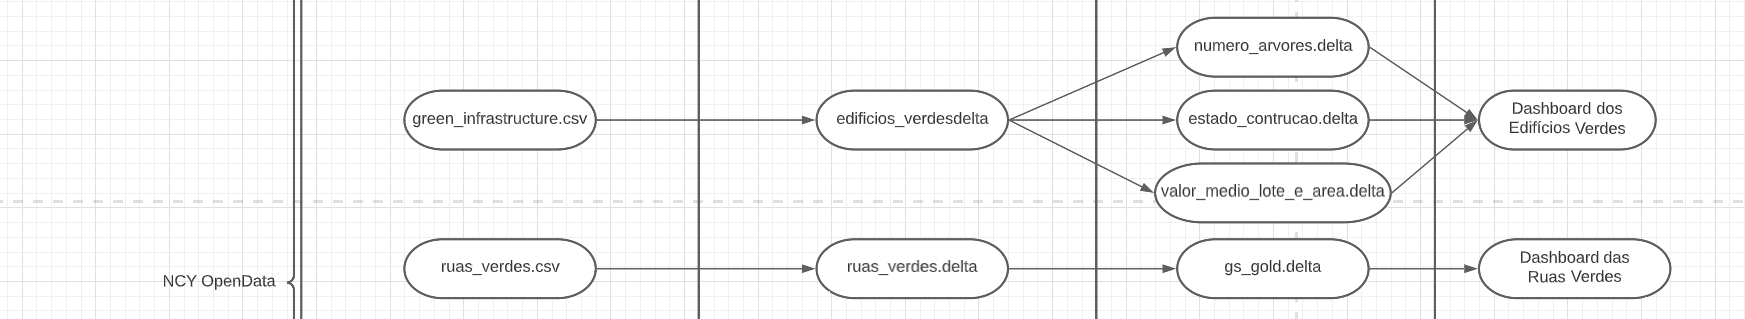 numero_arvores.delta
green_infrastructure.csv
edificios_verdesdelta
estado_contrucao.delta
Dashboard dos
Edifícios Verdes
valor_medio_lote_e_area.delta
NCY OpenData
ruas_verdes.csv
ruas_verdes.delta
gs_gold.delta
Dashboard das
Ruas Verdes